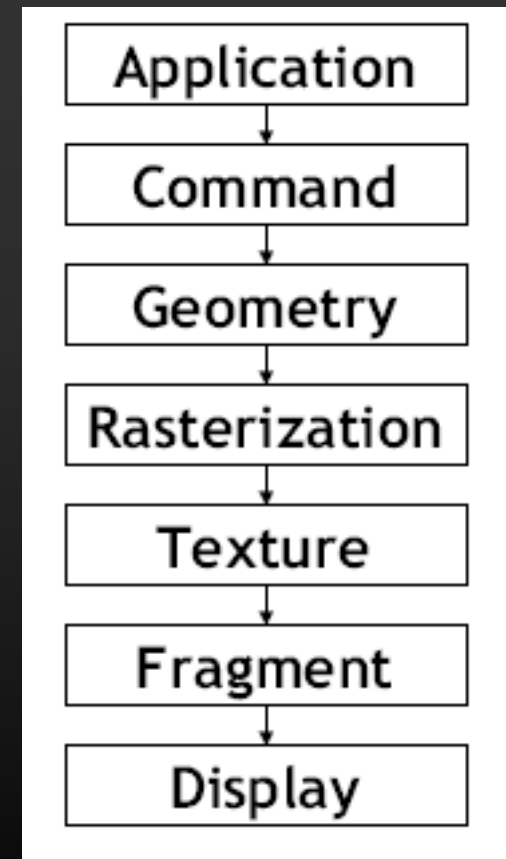 Application
Command
Geometry
Rasterization
Texture
Fragment
Display